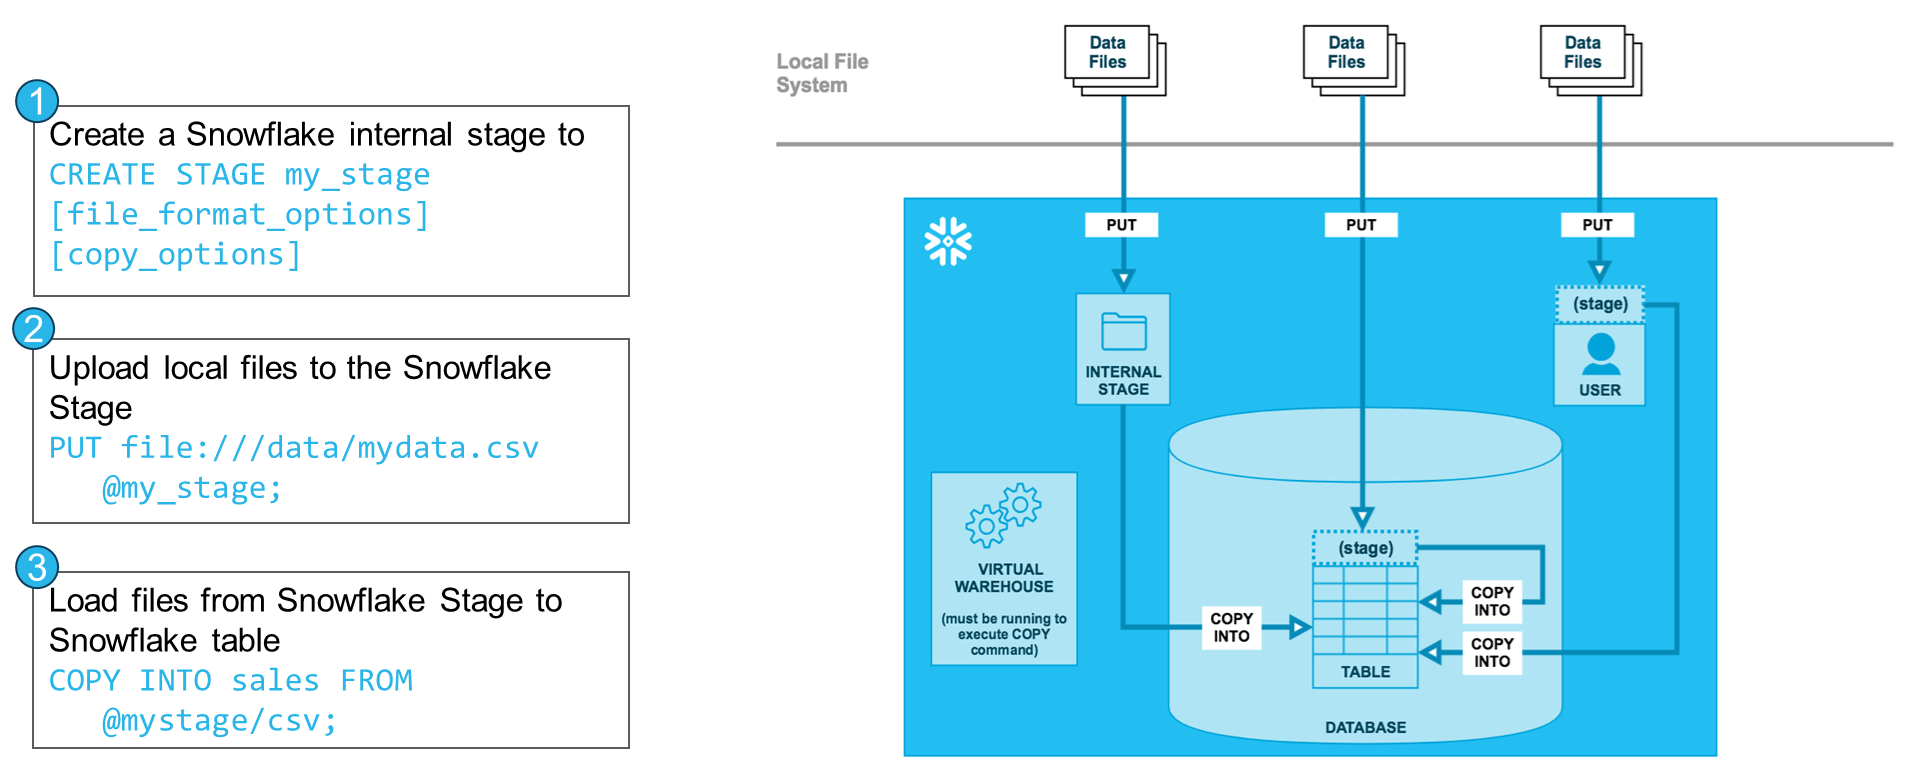 1
Create a Snowflake internal stage to
CREATE STAGE my_stage
[file_format_options]
[copy_options]
2
Upload local files to the Snowflake
Stage
PUT file:///data/mydata.csv
@my_stage;
3
Load files from Snowflake Stage to
Snowflake table
COPY INTO sales FROM
@mystage/csv;
Local File
System
Data
Files
Data
Files
Data
Files
PUT
PUT
PUT
INTERNAL
STAGE
(stage)
USER
VIRTUAL
WAREHOUSE
(must be running to
execute COPY
command)
(stage)
COPY
INTO
COPY
INTO
COPY
INTO
TABLE
DATABASE